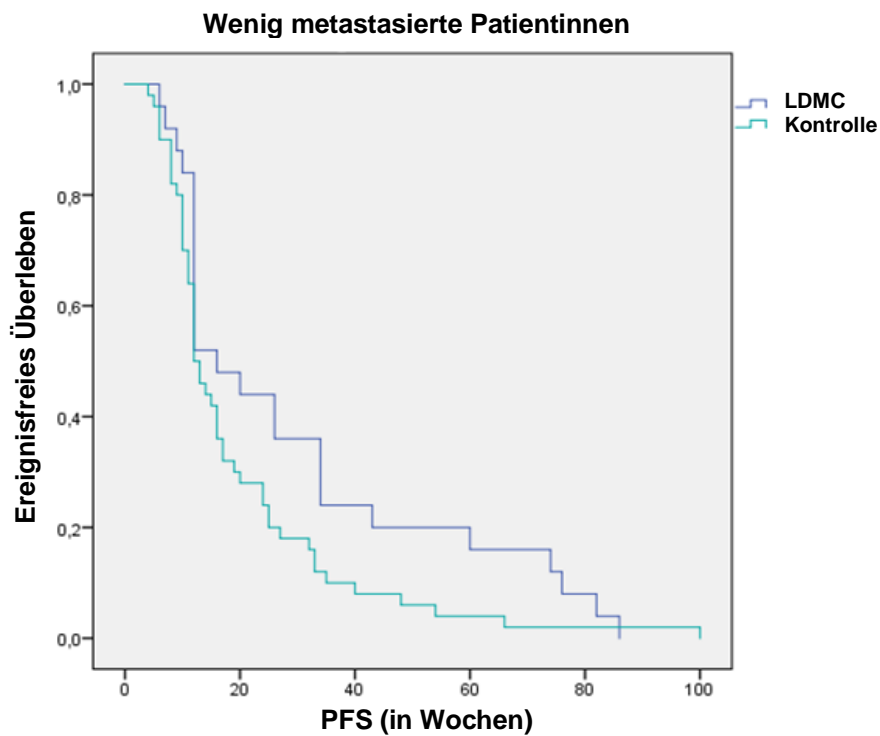 Wenig metastasierte Patientinnen
LDMC
Kontrolle
Ereignisfreies Überleben
1,0
0,8
0,6
0,4
0,2
0,0
0 20 40 60 80 100
PFS (in Wochen)